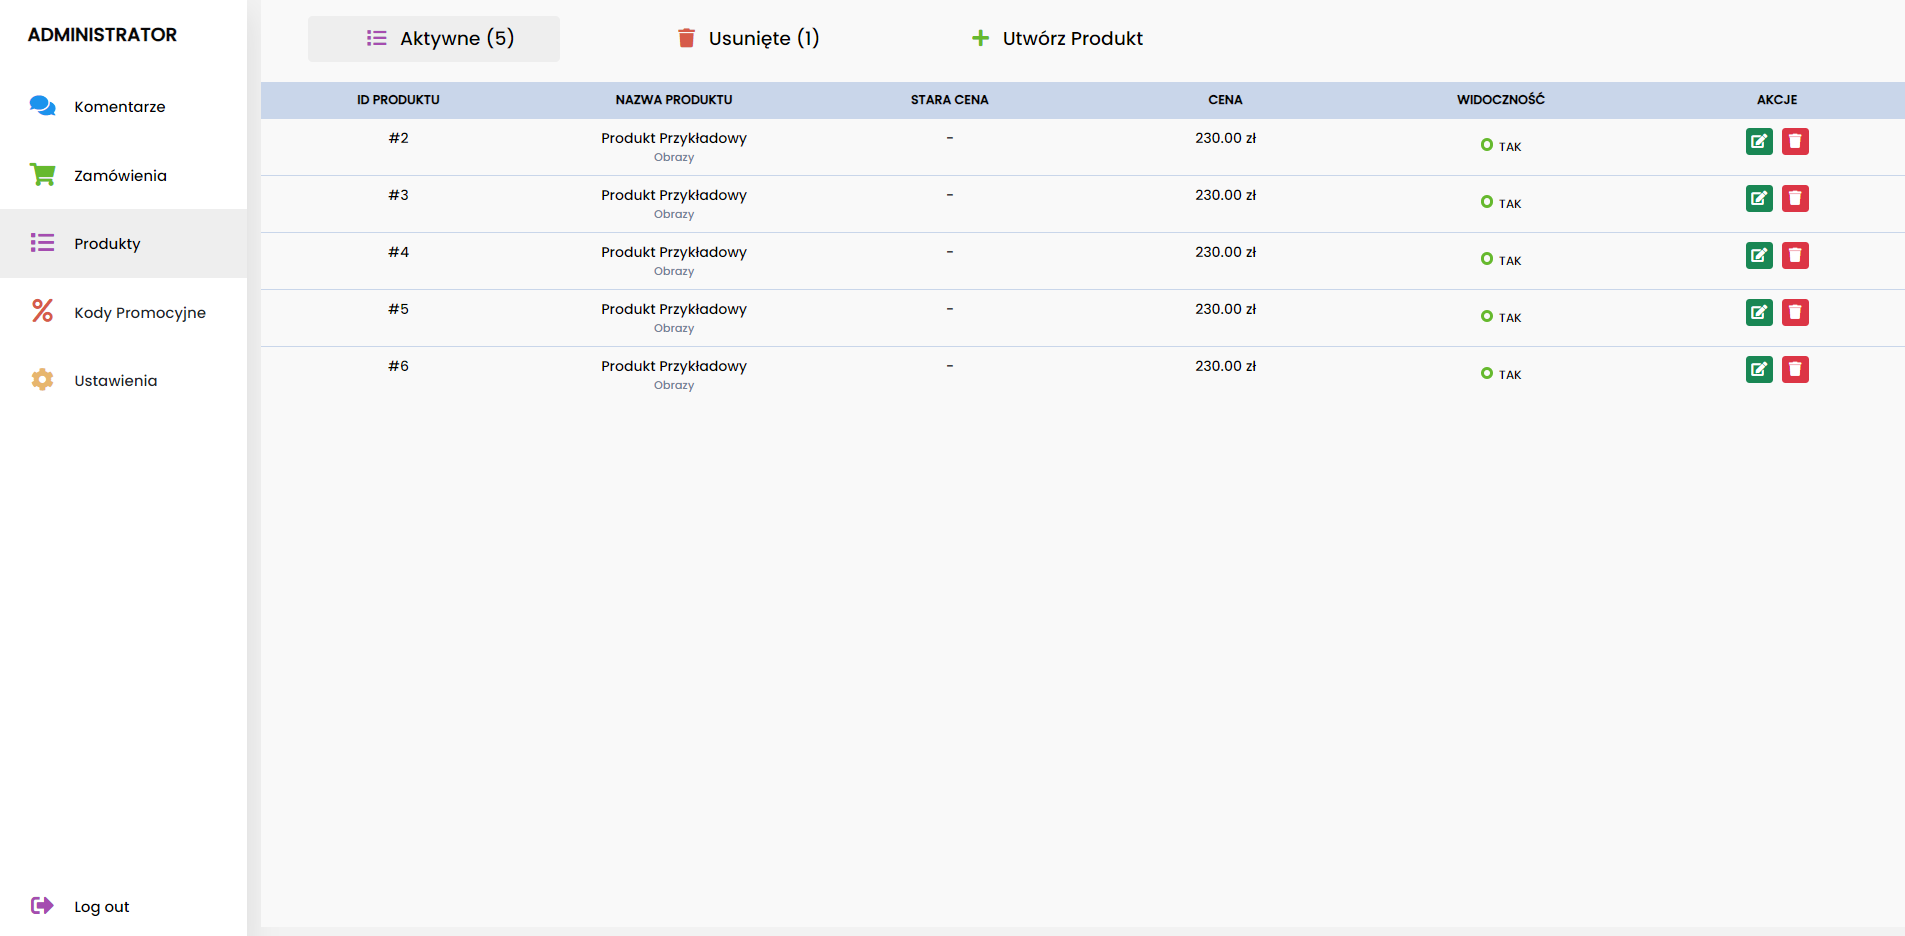 ADMINISTRATOR
Komentarze
Zamówienia
Produkty
Kody Promocyjne
Ustawienia
Log out
Aktywne (5)
Usunięte (1)
Utwórz Produkt
ID PRODUKTU NAZWA PRODUKTU STARA CENA CENA WIDOCZNOŚĆ AKCJE
#2 Produkt Przykładowy - 230.00 zł TAK
Obrazy
#3 Produkt Przykładowy - 230.00 zł TAK
Obrazy
#4 Produkt Przykładowy - 230.00 zł TAK
Obrazy
#5 Produkt Przykładowy - 230.00 zł TAK
Obrazy
#6 Produkt Przykładowy - 230.00 zł TAK
Obrazy